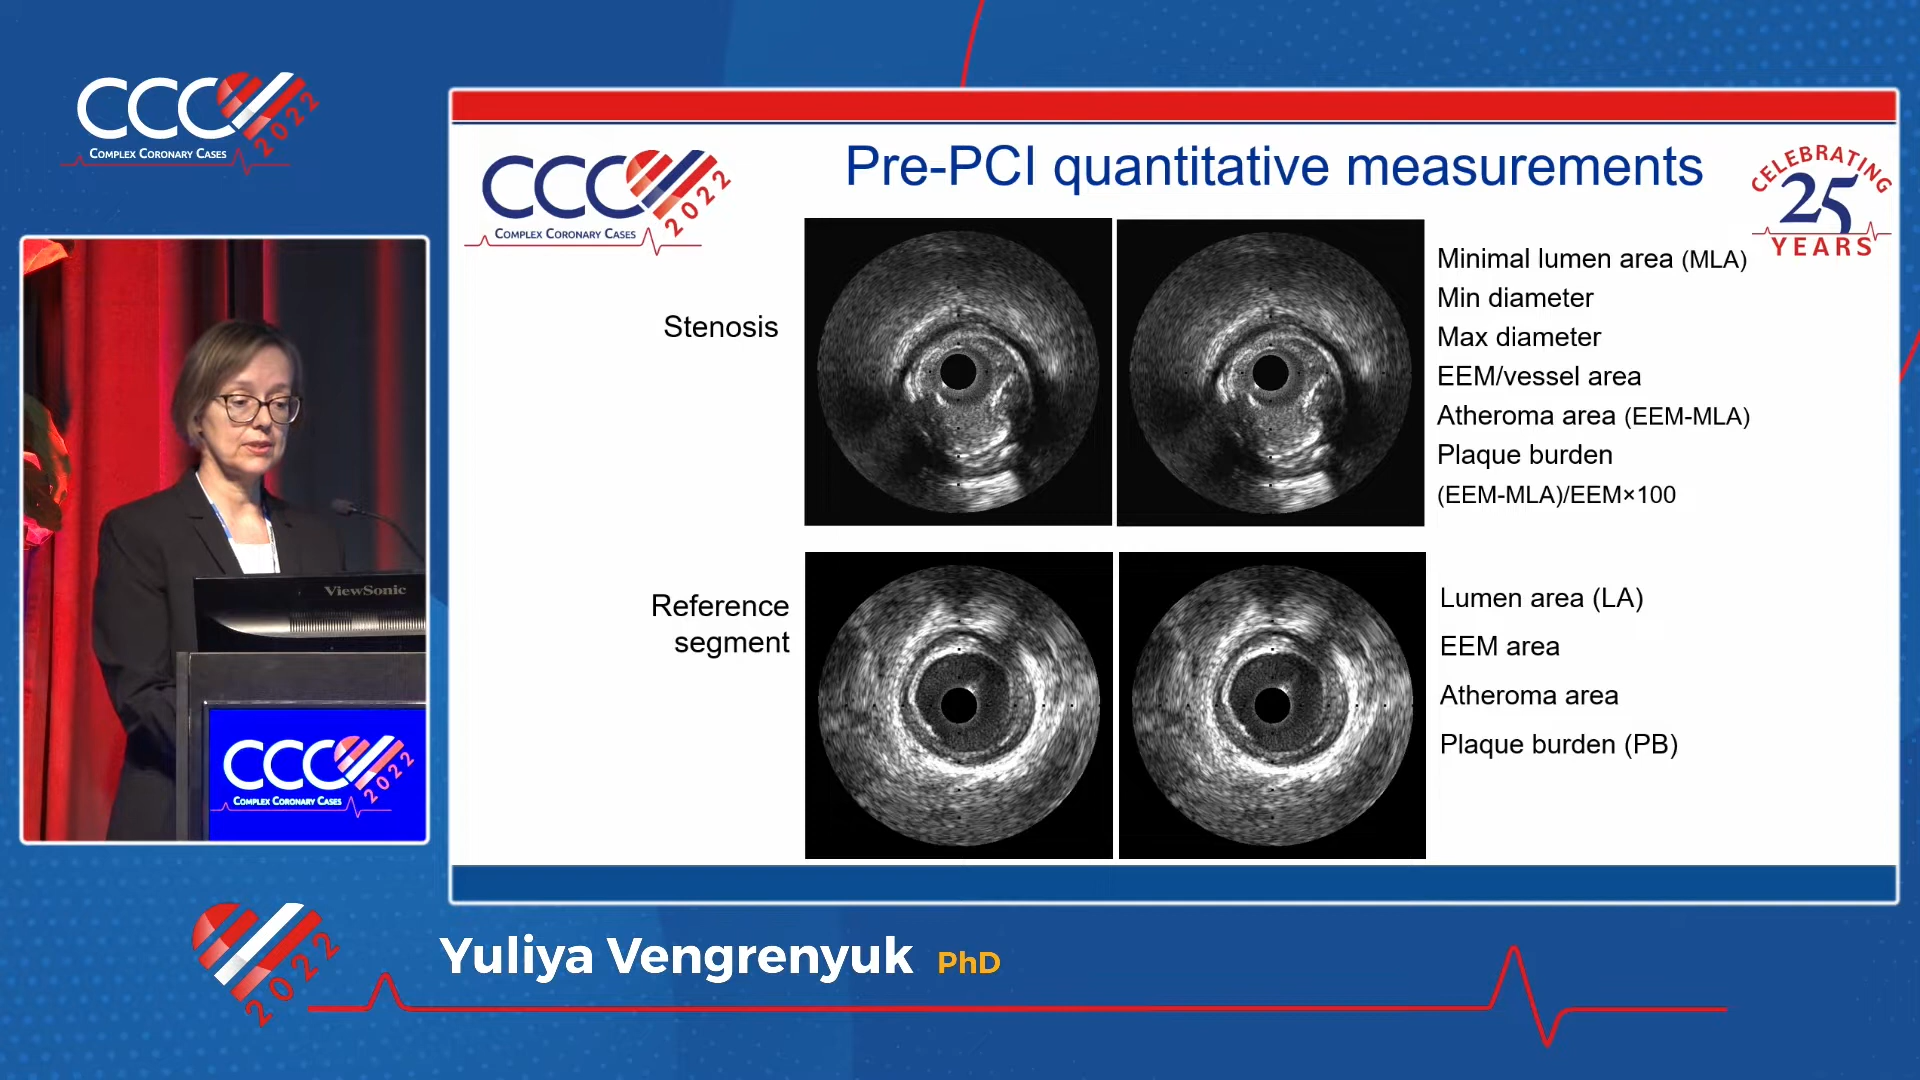 CCC
2022
COMPLEX CORONARY CASES
CCC
2022
COMPLEX CORONARY CASES
Pre-PCI quantitative measurements
CELEBRATING
25
YEARS
Stenosis
Minimal lumen area (MLA)
Min diameter
Max diameter
EEM/vessel area
Atheroma area (EEM-MLA)
Plaque burden
(EEM-MLA)/EEM×100
Reference
segment
Lumen area (LA)
EEM area
Atheroma area
Plaque burden (PB)
ViewSonic
CCC
2022
COMPLEX CORONARY CASES
2022
Yuliya Vengrenyuk PhD